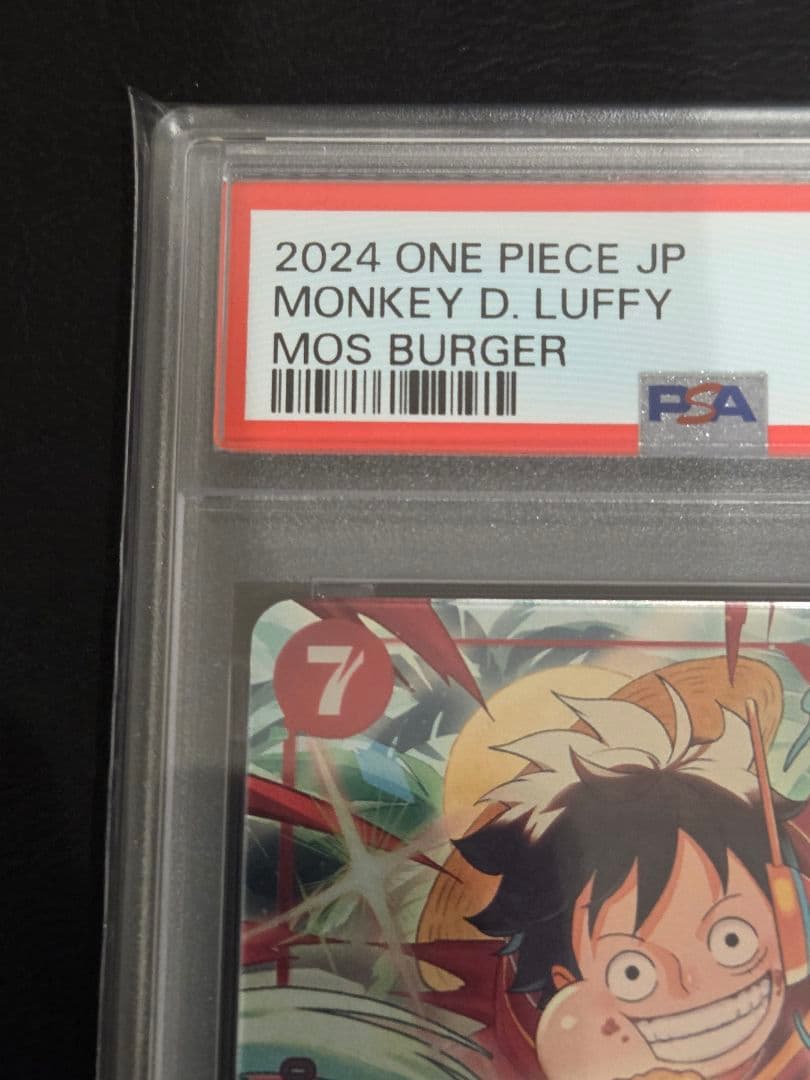 2024 ONE PIECE JP
MONKEY D. LUFFY
MOS BURGER
PSA
7